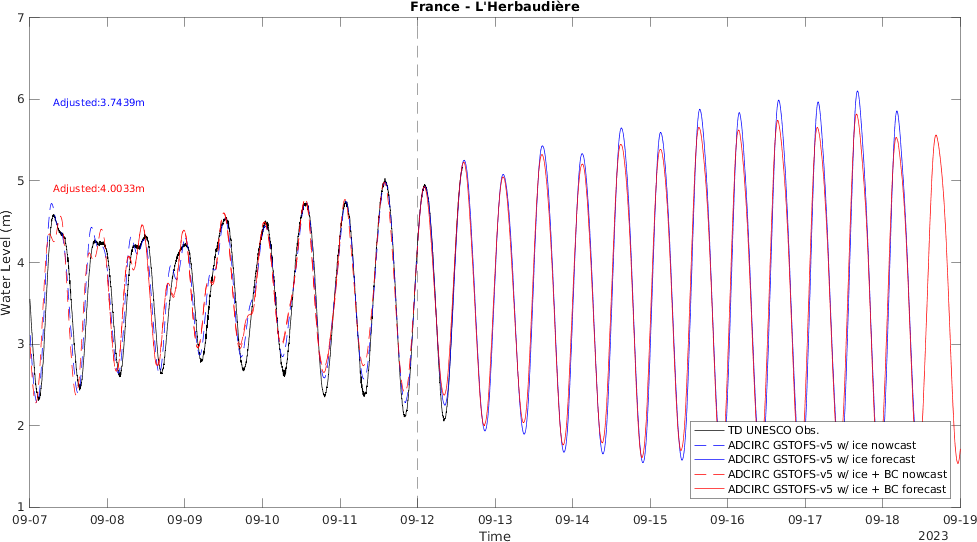 France - L'Herbaudière
7
6
5
4
3
2
1
Water Level (m)
Adjusted:3.7439m
Adjusted:4.0033m
TD UNESCO Obs.
ADCIRC GSTOFS-v5 w/ ice nowcast
ADCIRC GSTOFS-v5 w/ ice forecast
ADCIRC GSTOFS-v5 w/ ice + BC nowcast
ADCIRC GSTOFS-v5 w/ ice + BC forecast
09-07 09-08 09-09 09-10 09-11 09-12 09-13 09-14 09-15 09-16 09-17 09-18 09-19
Time
2023